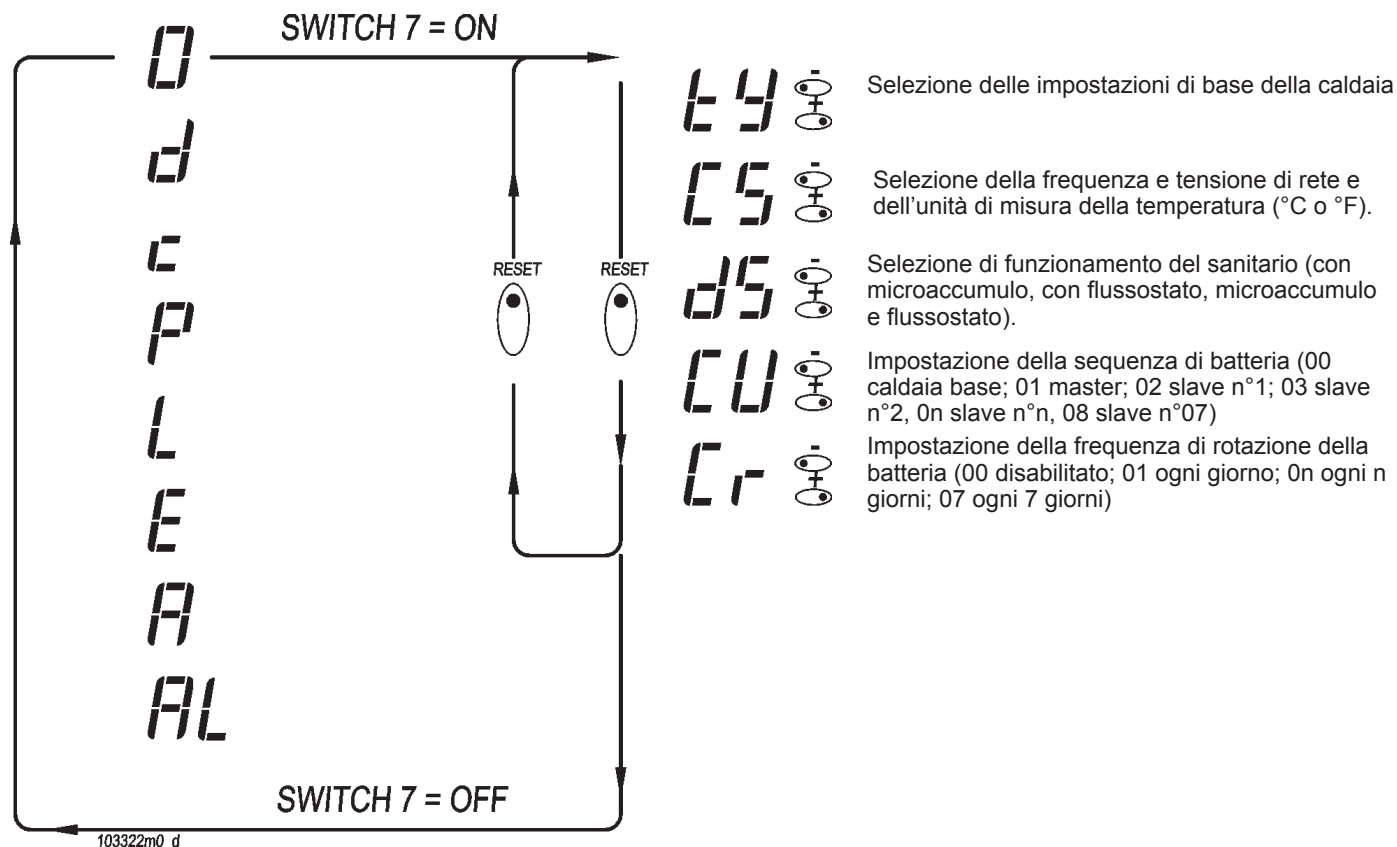 SWITCH 7 = ON
0
d
c
P
L
E
A
AL
RESET
RESET
SWITCH 7 = OFF
103322m0_d
tY
-
+
Selezione delle impostazioni di base della caldaia
CS
-
+
Selezione della frequenza e tensione di rete e
dell'unità di misura della temperatura (°C o °F).
dS
-
+
Selezione di funzionamento del sanitario (con
microaccumulo, con flussostato, microaccumulo
e flussostato).
CU
-
+
Impostazione della sequenza di batteria (00
caldaia base; 01 master; 02 slave n°1; 03 slave
n°2, 0n slave n°n, 08 slave n°07)
Cr
-
+
Impostazione della frequenza di rotazione della
batteria (00 disabilitato; 01 ogni giorno; 0n ogni n
giorni; 07 ogni 7 giorni)